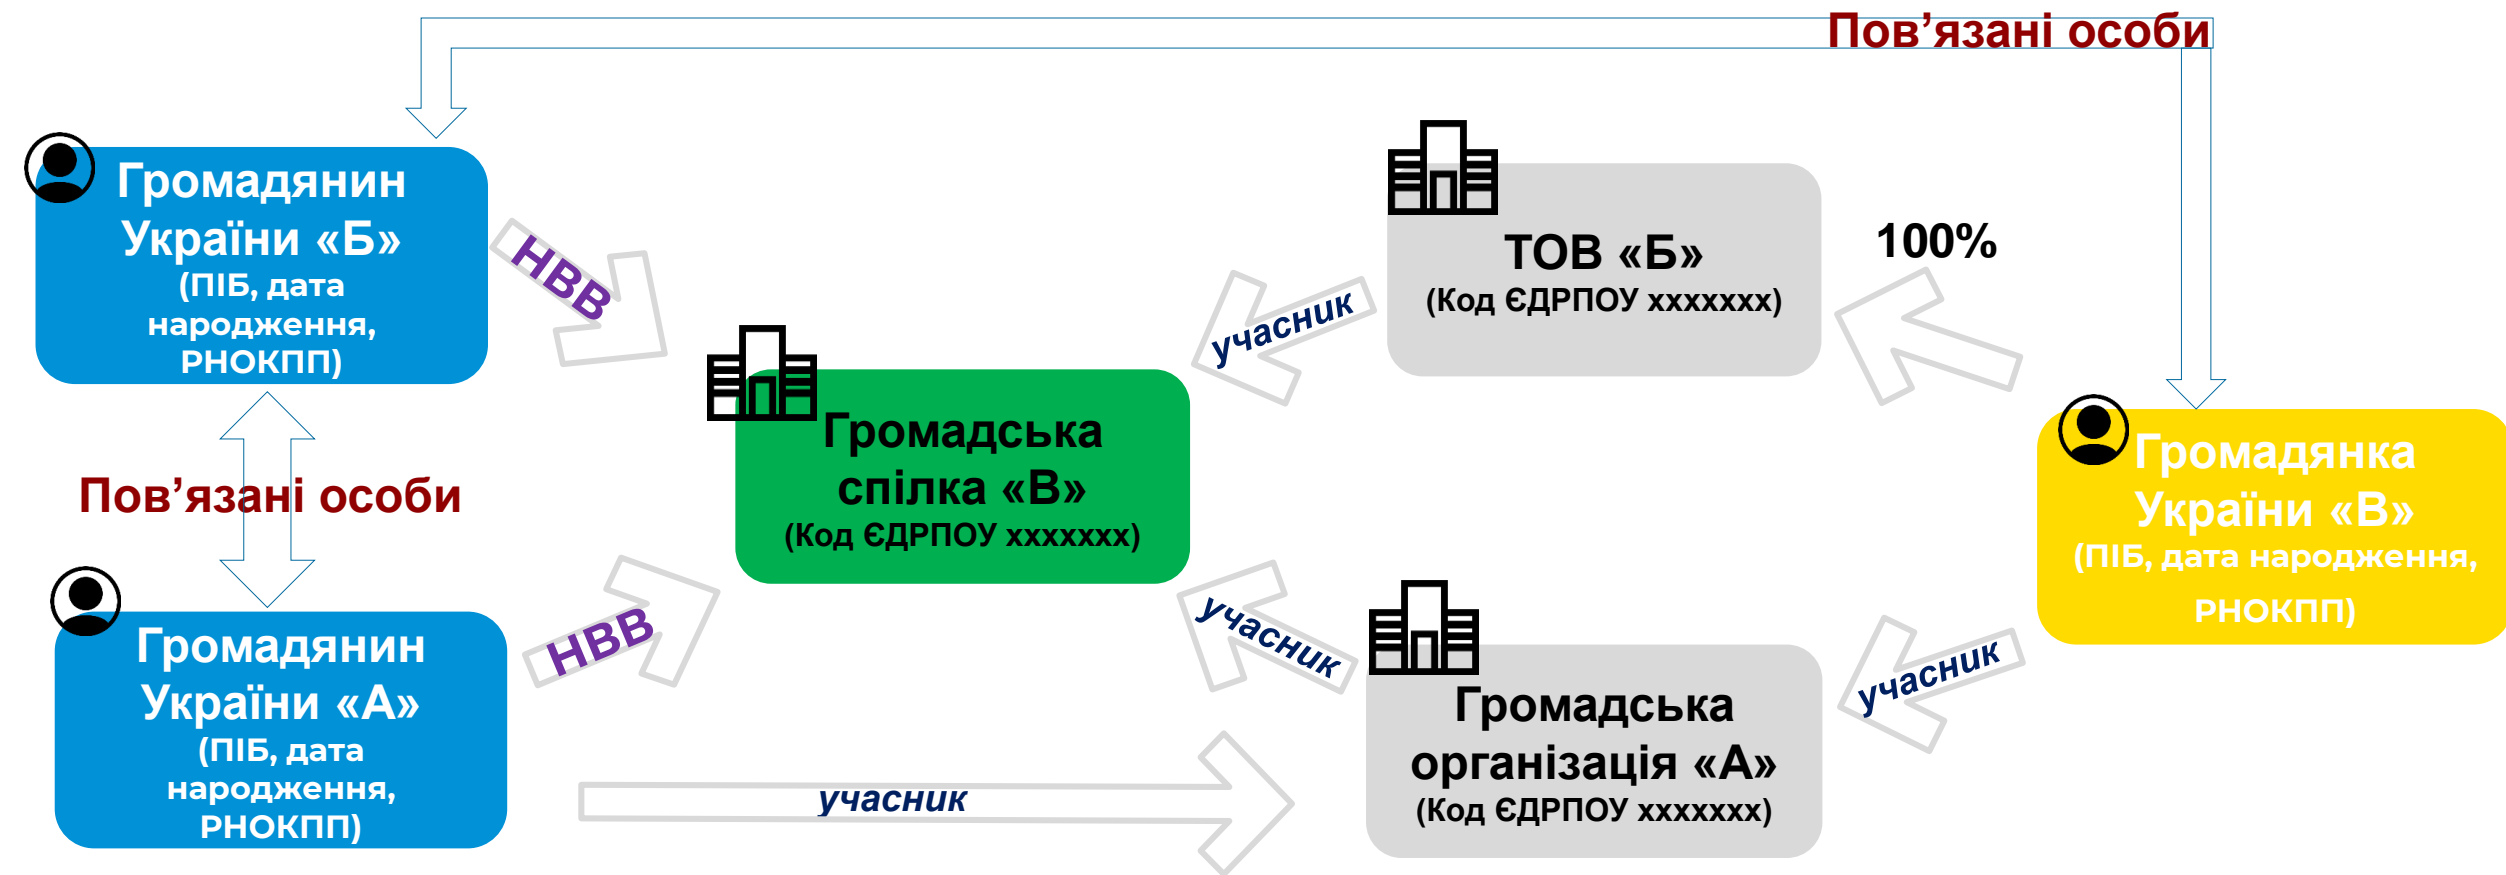 Пов’язані особи
Громадянин
України «Б»
(ПІБ, дата
народження,
РНОКПП)
НВВ
ТОВ «Б»
(Код ЄДРПОУ ххххххх)
100%
учасник
Громадська
спілка «В»
(Код ЄДРПОУ ххххххх)
Громадянка
України «В»
(ПІБ, дата народження,
РНОКПП)
Пов’язані особи
Громадянин
України «А»
(ПІБ, дата
народження,
РНОКПП)
НВВ
учасник
учасник
Громадська
організація «А»
(Код ЄДРПОУ ххххххх)
учасник